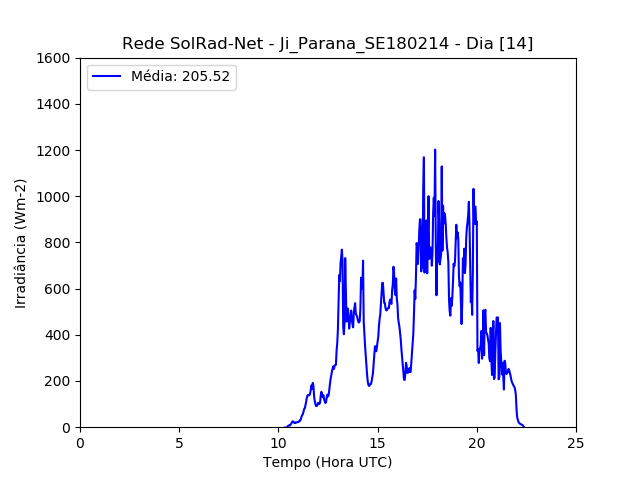 Rede SolRad-Net - Ji_Parana_SE180214 - Dia [14]
Média: 205.52
Irradiância (Wm-2)
1600
1400
1200
1000
800
600
400
200
0
0 5 10 15 20 25
Tempo (Hora UTC)